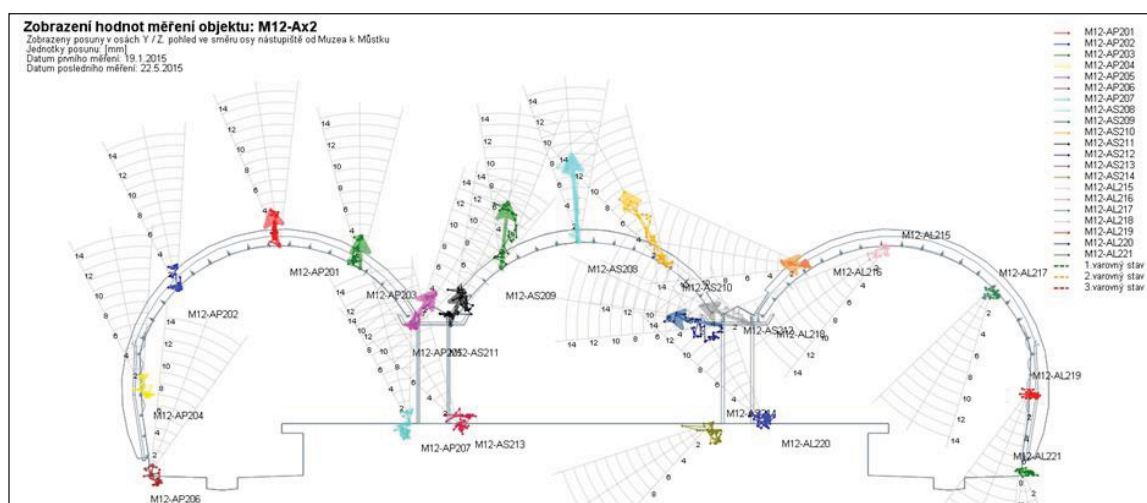 Zobrazení hodnot měření objektu: M12-Ax2
Zobrazeny posuny v osách Y / Z, pohled ve směru osy nástupiště od Muzea k Můstku
Jednotky posunu: [mm]
Datum prvního měření: 19.1.2015
Datum posledního měření: 22.5.2015
M12-AP201
M12-AP202
M12-AP203
M12-AP204
M12-AP205
M12-AP206
M12-AP207
M12-AS208
M12-AS209
M12-AS210
M12-AS211
M12-AS212
M12-AS213
M12-AS214
M12-AL215
M12-AL216
M12-AL217
M12-AL218
M12-AL219
M12-AL220
M12-AL221
1.varovný stav
2.varovný stav
3.varovný stav
M12-AL215
M12-AP201
M12-AS208
M12-AL216
M12-AL217
M12-AP203
M12-AS209
M12-AS210
M12-AP202
M12-AS212
M12-AL218
M12-AP205
M12-AS211
M12-AL219
M12-AP204
M12-AS214
M12-AP207
M12-AS213
M12-AL220
M12-AL221
M12-AP206